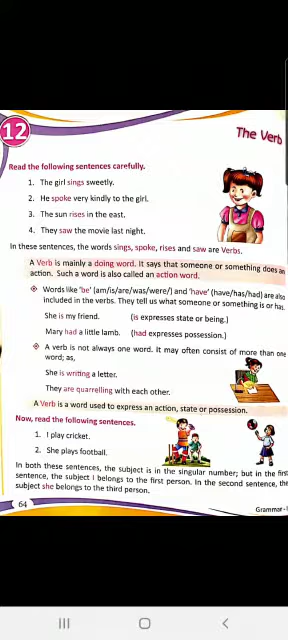 12
The Verb
Read the following sentences carefully.
1. The girl sings sweetly.
2. He spoke very kindly to the girl.
3. The sun rises in the east.
4. They saw the movie last night.
In these sentences, the words sings, spoke, rises and saw are Verbs.
A Verb is mainly a doing word. It says that someone or something does an
action. Such a word is also called an action word.
Words like 'be' (am/is/are/was/were/) and 'have' (have/has/had) are also
included in the verbs. They tell us what someone or something is or has.
She is my friend. (is expresses state or being.)
Mary had a little lamb. (had expresses possession.)
A verb is not always one word. It may often consist of more than one
word; as,
She is writing a letter.
They are quarrelling with each other.
A Verb is a word used to express an action, state or possession.
Now, read the following sentences.
1. I play cricket.
2. She plays football.
In both these sentences, the subject is in the singular number; but in the first
sentence, the subject I belongs to the first person. In the second sentence, the
subject she belongs to the third person.
64
Grammar-